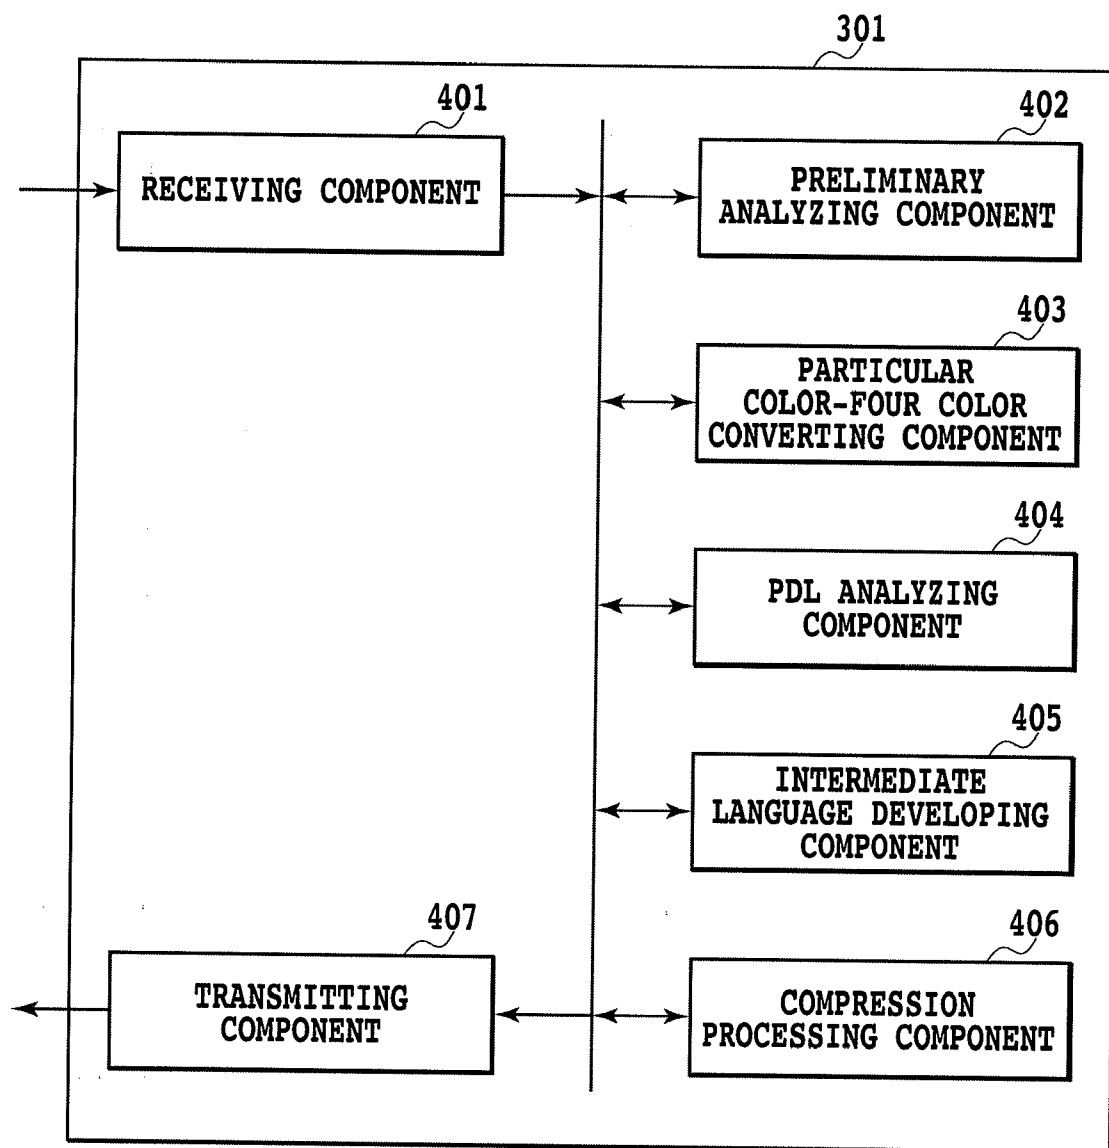 301
401
RECEIVING COMPONENT
402
PRELIMINARY
ANALYZING COMPONENT
403
PARTICULAR
COLOR-FOUR COLOR
CONVERTING COMPONENT
404
PDL ANALYZING
COMPONENT
405
INTERMEDIATE
LANGUAGE DEVELOPING
COMPONENT
407
TRANSMITTING
COMPONENT
406
COMPRESSION
PROCESSING COMPONENT